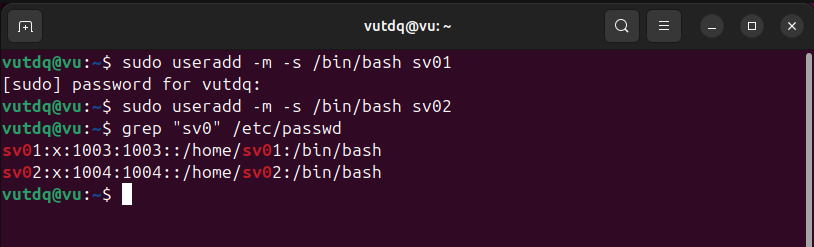 vutdq@vu: ~
vutdq@vu:~$ sudo useradd -m -s /bin/bash sv01
[sudo] password for vutdq:
vutdq@vu:~$ sudo useradd -m -s /bin/bash sv02
vutdq@vu:~$ grep "sv0" /etc/passwd
sv01:x:1003:1003::/home/sv01:/bin/bash
sv02:x:1004:1004::/home/sv02:/bin/bash
vutdq@vu:~$